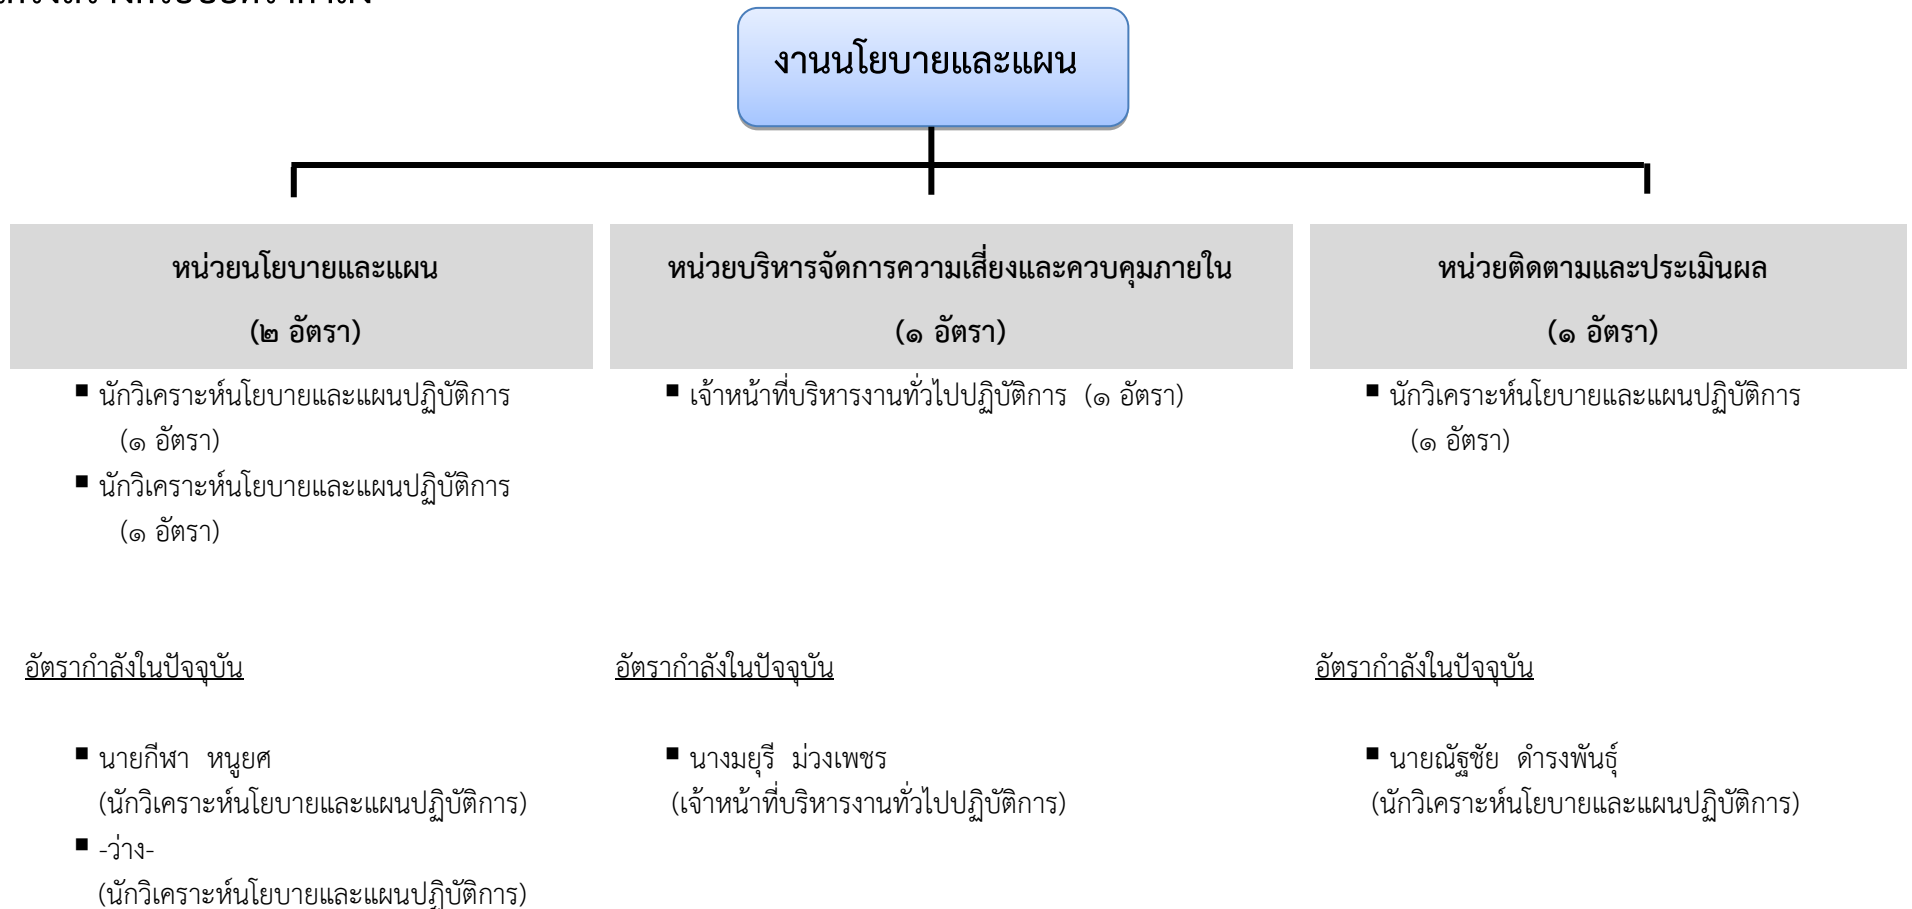 งานนโยบายและแผน
หน่วยนโยบายและแผน
(๒ อัตรา)
■ นักวิเคราะห์นโยบายและแผนปฏิบัติการ
(๑ อัตรา)
■ นักวิเคราะห์นโยบายและแผนปฏิบัติการ
(๑ อัตรา)
อัตรากำลังในปัจจุบัน
■ นายกีฬา หนูยศ
(นักวิเคราะห์นโยบายและแผนปฏิบัติการ)
■ -ว่าง-
(นักวิเคราะห์นโยบายและแผนปฏิบัติการ)
หน่วยบริหารจัดการความเสี่ยงและควบคุมภายใน
(๑ อัตรา)
■ เจ้าหน้าที่บริหารงานทั่วไปปฏิบัติการ (๑ อัตรา)
อัตรากำลังในปัจจุบัน
■ นางมยุรี ม่วงเพชร
(เจ้าหน้าที่บริหารงานทั่วไปปฏิบัติการ)
หน่วยติดตามและประเมินผล
(๑ อัตรา)
■ นักวิเคราะห์นโยบายและแผนปฏิบัติการ
(๑ อัตรา)
อัตรากำลังในปัจจุบัน
■ นายณัฐชัย ดำรงพันธุ์
(นักวิเคราะห์นโยบายและแผนปฏิบัติการ)